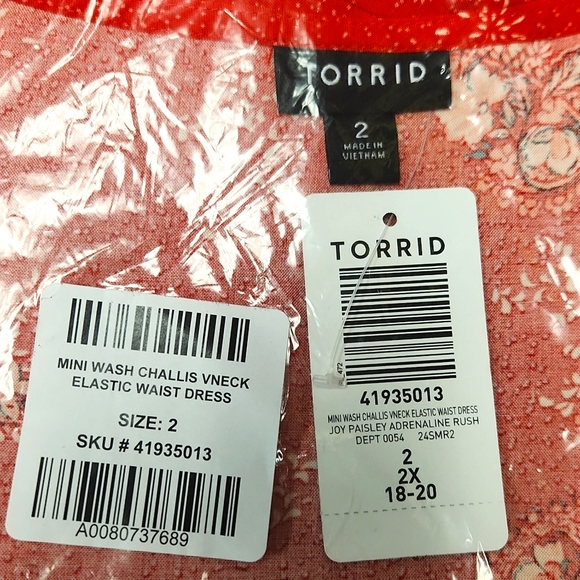 TORRID
2
MADE IN
VIETNAM
TORRID
472
41935013
MINI WASH CHALLIS VNECK ELASTIC WAIST DRESS
JOY PAISLEY ADRENALINE RUSH
DEPT 0054 24SMR2
2
2X
18-20
MINI WASH CHALLIS VNECK
ELASTIC WAIST DRESS
SIZE: 2
SKU # 41935013
A0080737689